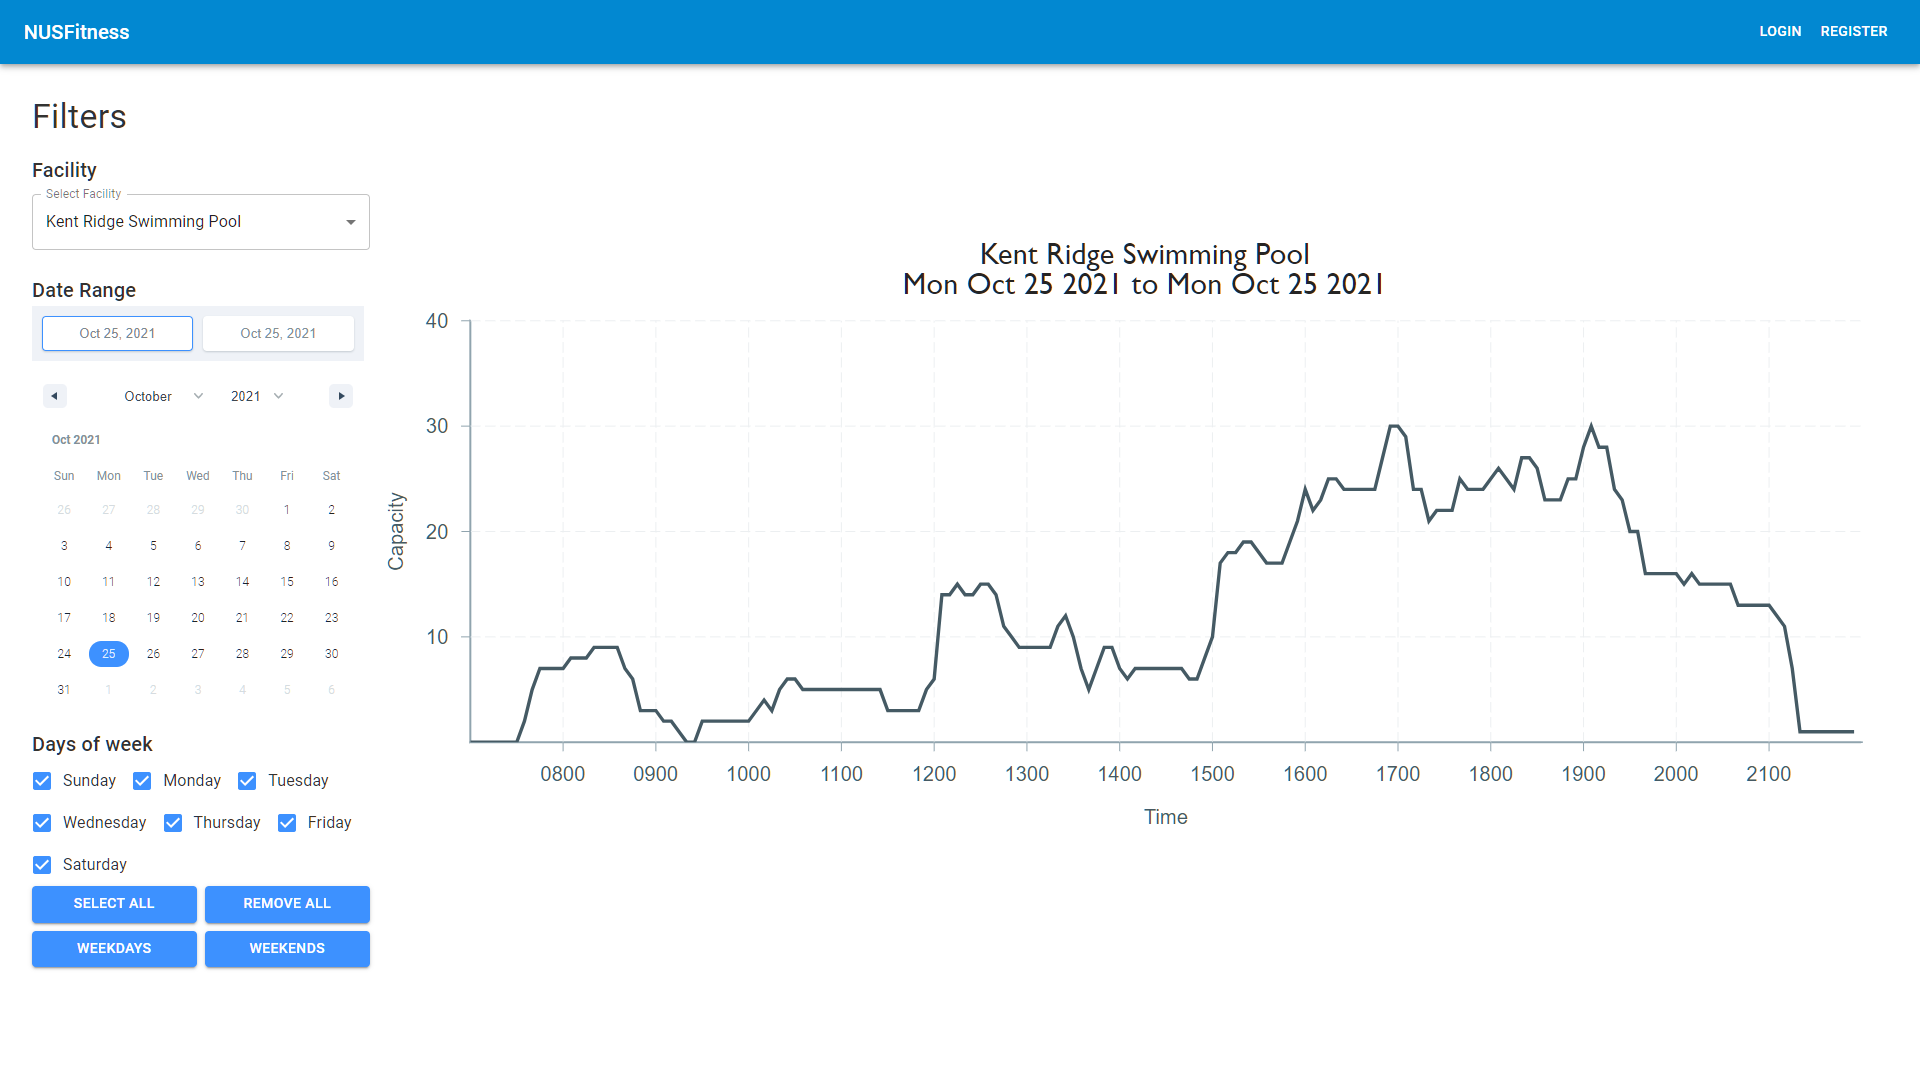 NUSFitness
LOGIN REGISTER
Filters
Facility
Select Facility
Kent Ridge Swimming Pool
Date Range
Oct 25, 2021 Oct 25, 2021
October 2021
Oct 2021
Sun Mon Tue Wed Thu Fri Sat
26 27 28 29 30 1 2
3 4 5 6 7 8 9
10 11 12 13 14 15 16
17 18 19 20 21 22 23
24 25 26 27 28 29 30
31 1 2 3 4 5 6
Days of week
Sunday Monday Tuesday
Wednesday Thursday Friday
Saturday
SELECT ALL REMOVE ALL
WEEKDAYS WEEKENDS
Kent Ridge Swimming Pool
Mon Oct 25 2021 to Mon Oct 25 2021
40
30
20
10
Capacity
0800 0900 1000 1100 1200 1300 1400 1500 1600 1700 1800 1900 2000 2100
Time